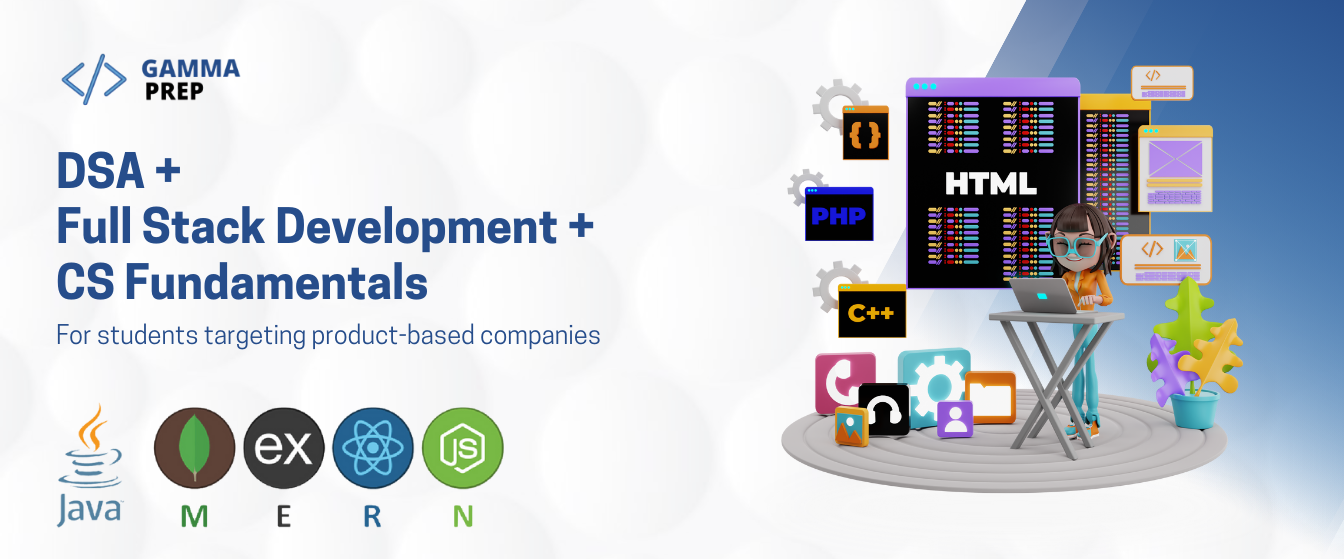 GAMMA
PREP
DSA +
Full Stack Development +
CS Fundamentals
For students targeting product-based companies
Java
ex
JS
M E R N
{}
PHP
C++
HTML
</>
</>